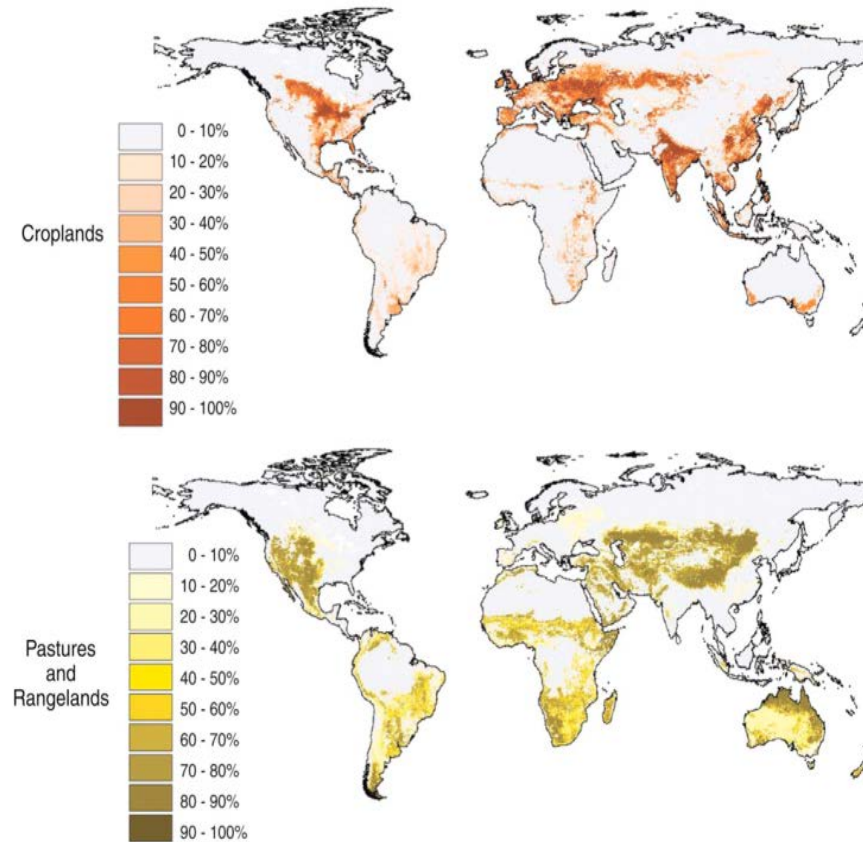 0 - 10%
10 - 20%
20 - 30%
30 - 40%
Croplands
40 - 50%
50 - 60%
60 - 70%
70 - 80%
80 - 90%
90 - 100%
0 - 10%
10 - 20%
20 - 30%
30 - 40%
Pastures
and
Rangelands
40 - 50%
50 - 60%
60 - 70%
70 - 80%
80 - 90%
90 - 100%